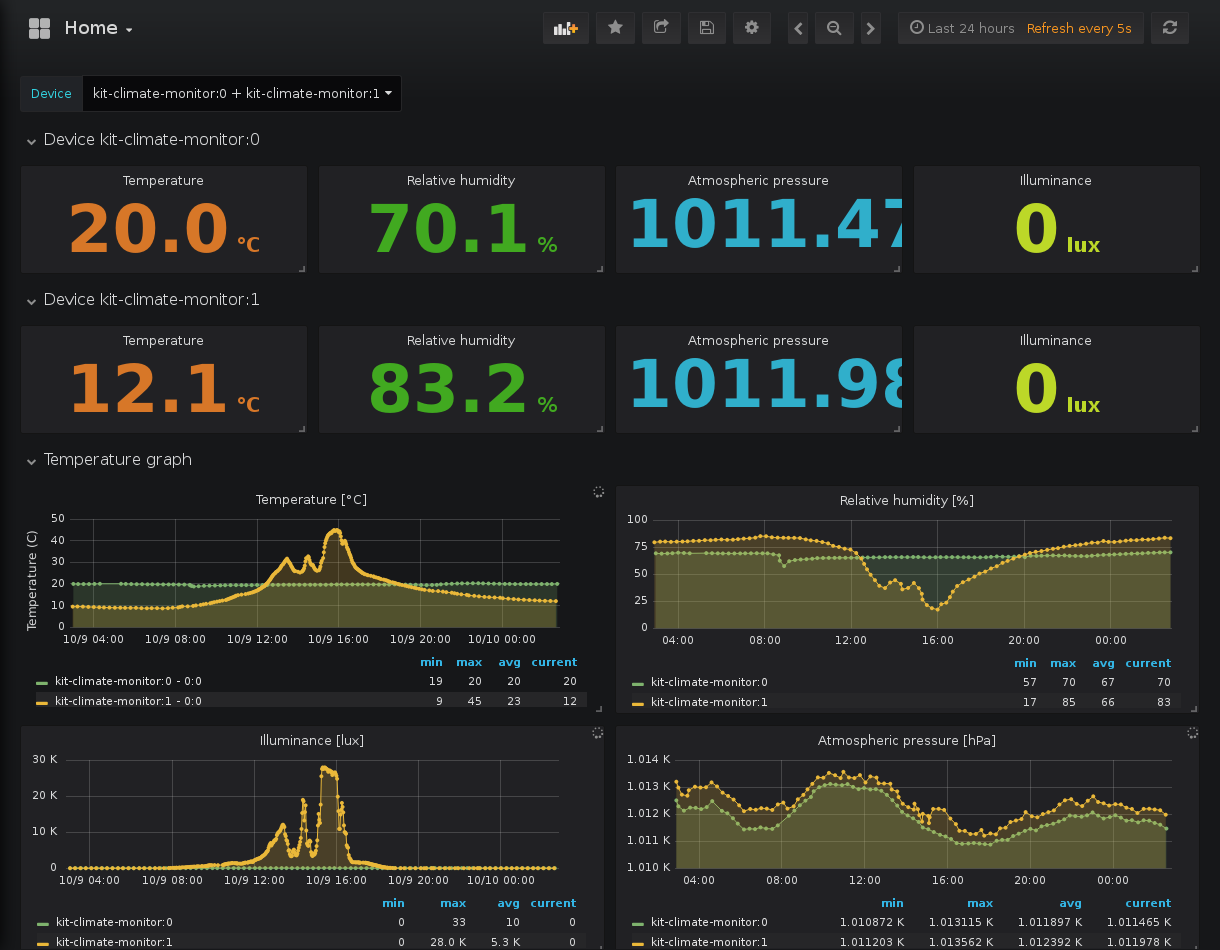 Home
Last 24 hours Refresh every 5s
Device kit-climate-monitor:0 + kit-climate-monitor:1
Device kit-climate-monitor:0
Temperature Relative humidity Atmospheric pressure Illuminance
20.0 °C 70.1 % 1011.47 0 lux
Device kit-climate-monitor:1
Temperature Relative humidity Atmospheric pressure Illuminance
12.1 °C 83.2 % 1011.98 0 lux
Temperature graph
Temperature [°C]
Temperature (C)
50
40
30
20
10
0
10/9 04:00 10/9 08:00 10/9 12:00 10/9 16:00 10/9 20:00 10/10 00:00
min max avg current
kit-climate-monitor:0 - 0:0 19 20 20 20
kit-climate-monitor:1 - 0:0 9 45 23 12
Relative humidity [%]
100
75
50
25
0
04:00 08:00 12:00 16:00 20:00 00:00
min max avg current
kit-climate-monitor:0 57 70 67 70
kit-climate-monitor:1 17 85 66 83
Illuminance [lux]
30 K
20 K
10 K
0
10/9 04:00 10/9 08:00 10/9 12:00 10/9 16:00 10/9 20:00 10/10 00:00
min max avg current
kit-climate-monitor:0 0 33 10 0
kit-climate-monitor:1 0 28.0 K 5.3 K 0
Atmospheric pressure [hPa]
1.014 K
1.013 K
1.012 K
1.011 K
1.010 K
04:00 08:00 12:00 16:00 20:00 00:00
min max avg current
kit-climate-monitor:0 1.010872 K 1.013115 K 1.011897 K 1.011465 K
kit-climate-monitor:1 1.011203 K 1.013562 K 1.012392 K 1.011978 K